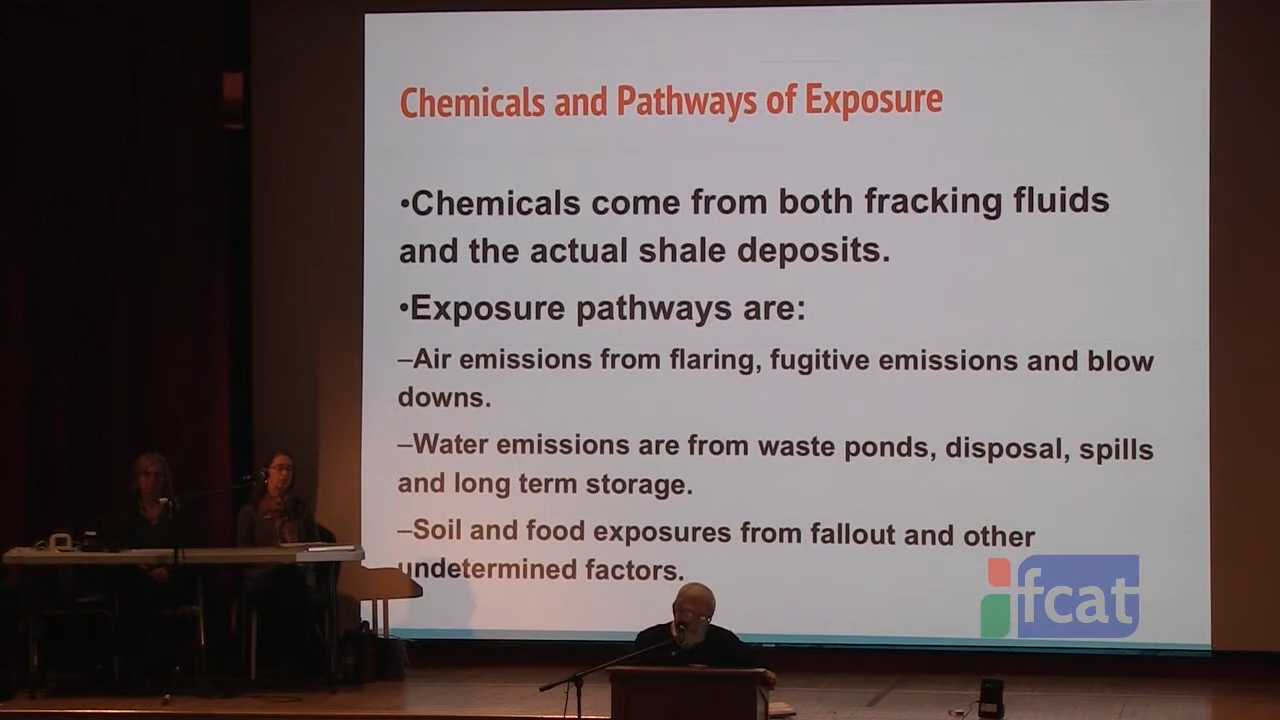 Chemicals and Pathways of Exposure
•Chemicals come from both fracking fluids
and the actual shale deposits.
•Exposure pathways are:
–Air emissions from flaring, fugitive emissions and blow
downs.
–Water emissions are from waste ponds, disposal, spills
and long term storage.
–Soil and food exposures from fallout and other
undetermined factors.
fcat